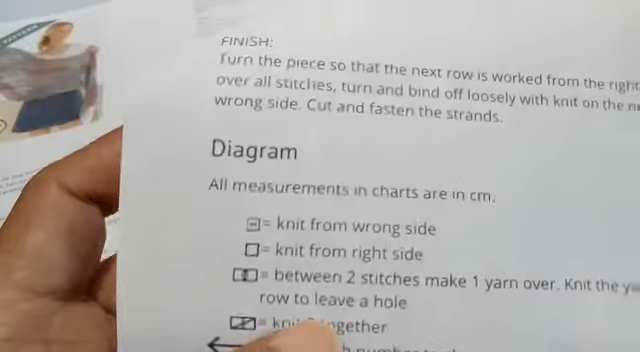 PATTERN
FINISH:
Turn the piece so that the next row is worked from the right
over all stitches, turn and bind off loosely with knit on the
wrong side. Cut and fasten the strands.
Diagram
All measurements in charts are in cm.
= knit from wrong side
= knit from right side
= between 2 stitches make 1 yarn over. Knit the
row to leave a hole
= together